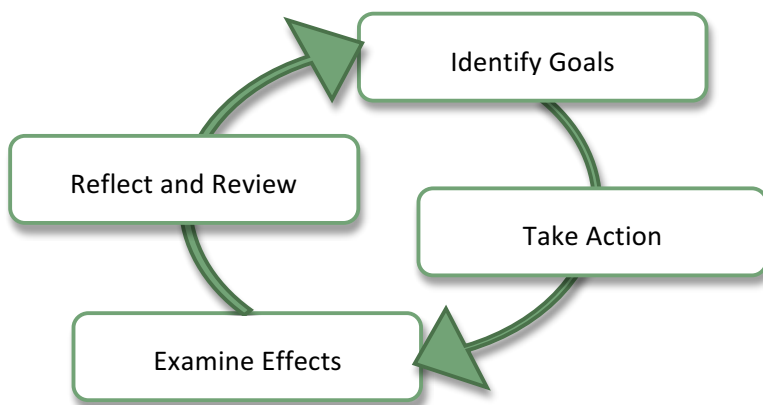 Identify Goals
Take Action
Examine Effects
Reflect and Review